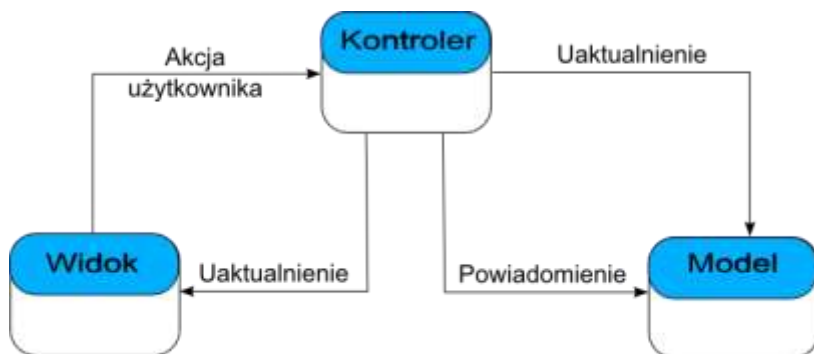 Kontroler
Akcja
użytkownika
Uaktualnienie
Widok
Uaktualnienie
Powiadomienie
Model